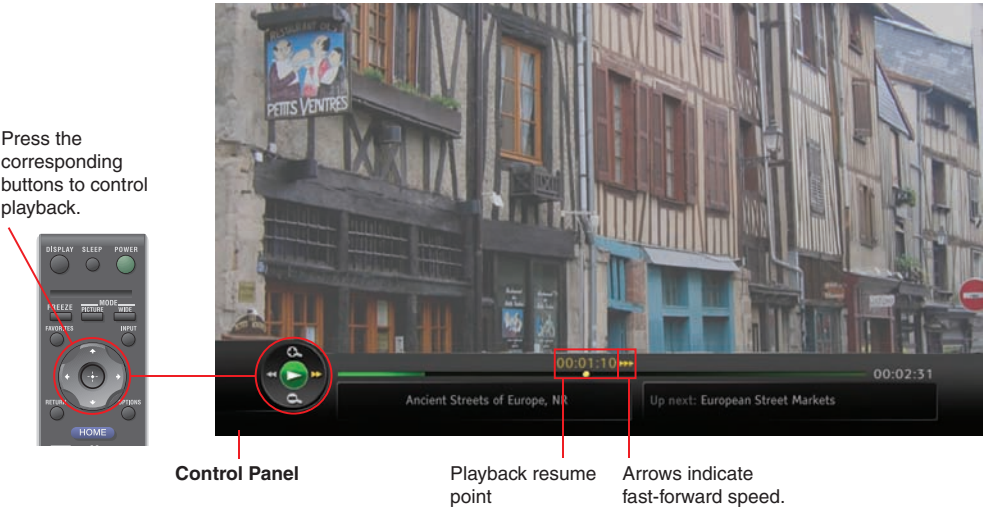 Press the
corresponding
buttons to control
playback.
DISPLAY SLEEP POWER
MODE
FREEZE PICTURE WIDE
FAVORITES INPUT
RETURN OPTIONS
HOME
RESTAURANT
PETITS VENTRES
00:01:10
00:02:31
Ancient Streets of Europe, NR
Up next: European Street Markets
Control Panel
Playback resume
point
Arrows indicate
fast-forward speed.